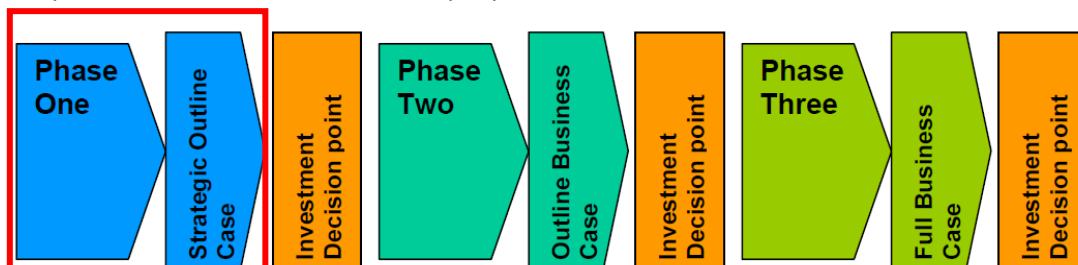 Phase
One
Strategic Outline
Case
Investment
Decision point
Phase
Two
Outline Business
Case
Investment
Decision point
Phase
Three
Full Business
Case
Investment
Decision point